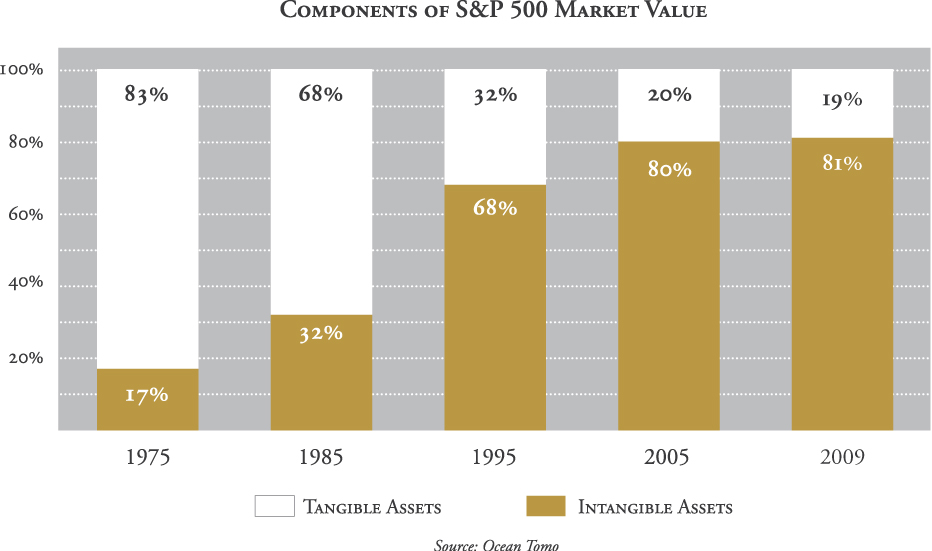 Components of S&P 500 Market Value
100%
80%
60%
40%
20%
83% 68% 32% 20% 19%
17% 32% 68% 80% 81%
1975 1985 1995 2005 2009
Tangible Assets Intangible Assets
Source: Ocean Tomo